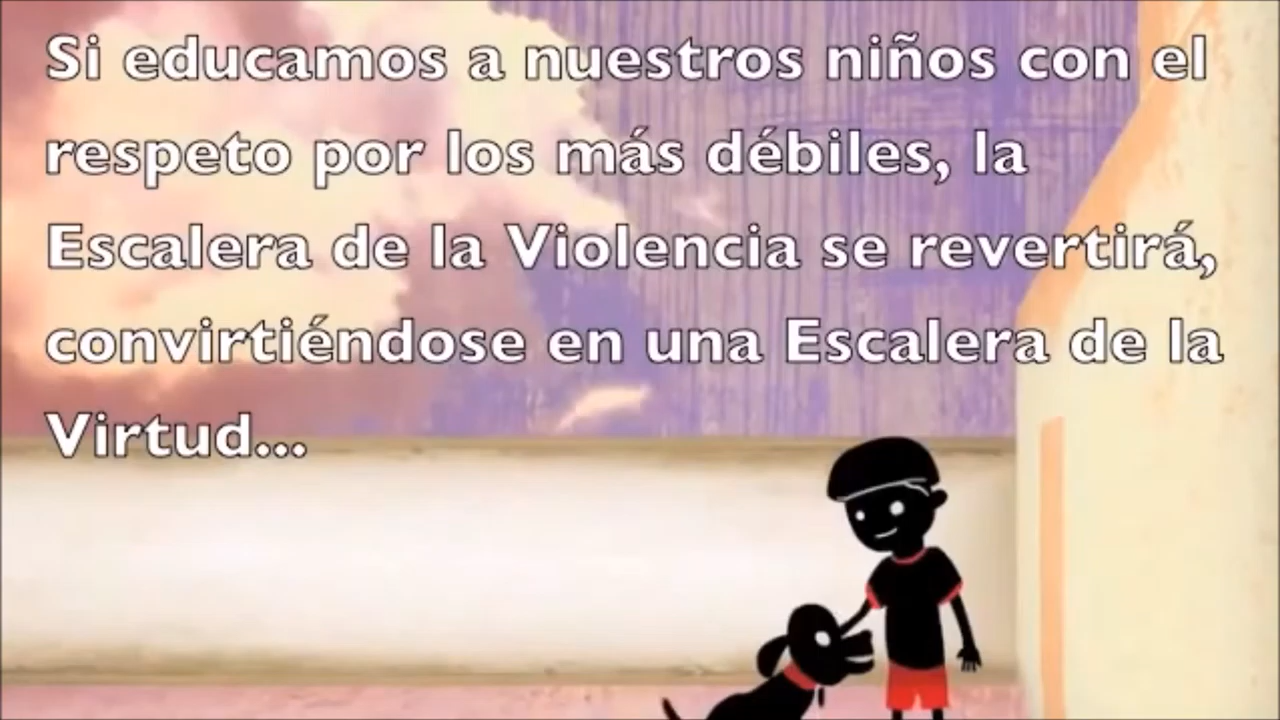 Si educamos a nuestros niños con el
respeto por los más débiles, la
Escalera de la Violencia se revertirá,
convirtiéndose en una Escalera de la
Virtud...